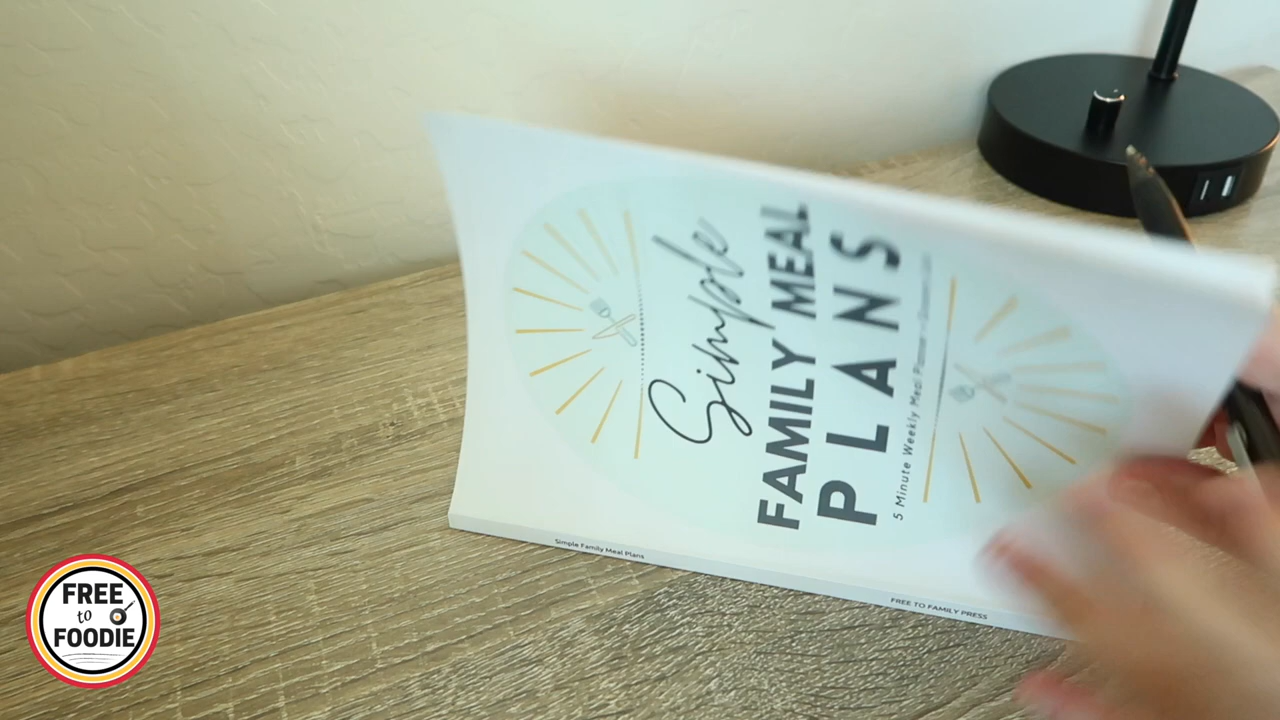 Simple
FAMILY MEAL
PLANS
5 Minute Weekly Meal Planner
Simple Family Meal Plans
FREE TO FAMILY PRESS
FREE
to
FOODIE